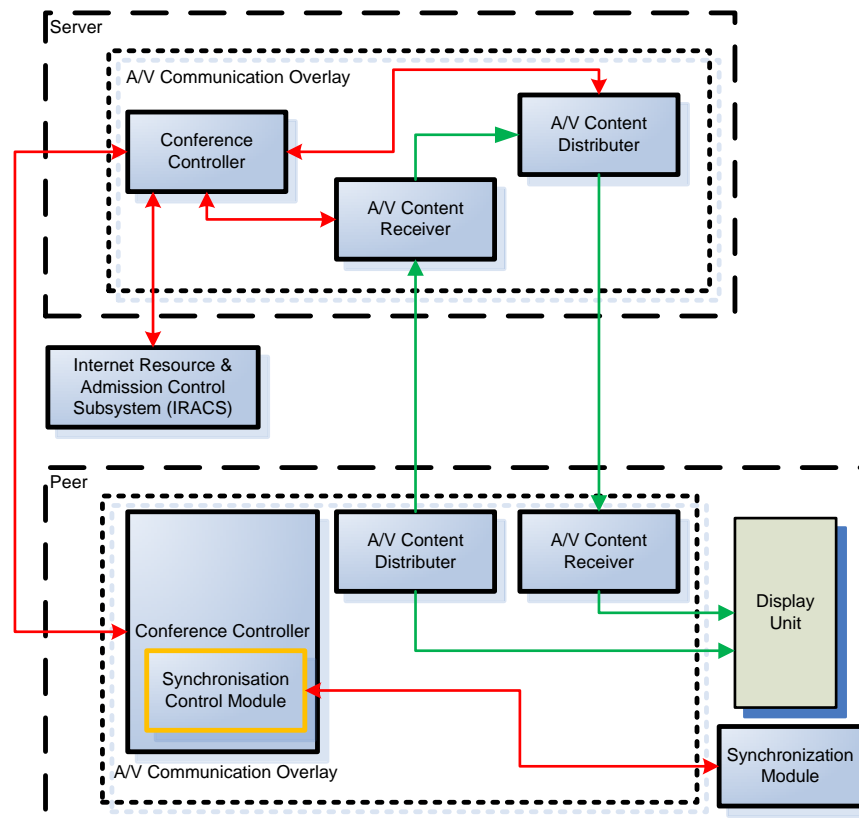 Server
A/V Communication Overlay
Conference
Controller
A/V Content
Distributer
A/V Content
Receiver
Internet Resource &
Admission Control
Subsystem (IRACS)
Peer
A/V Content
Distributer
A/V Content
Receiver
Display
Unit
Conference Controller
Synchronisation
Control Module
Synchronization
Module
A/V Communication Overlay